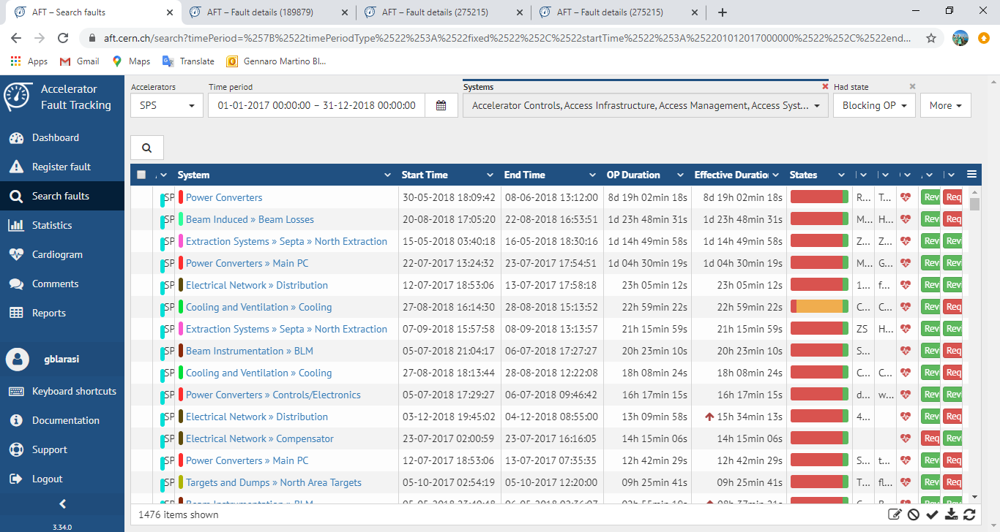 AFT – Search faults
AFT – Fault details (189879)
AFT – Fault details (275215)
AFT – Fault details (275215)
aft.cern.ch/search?timePeriod=%257B%2522timePeriodType%2522%253A%2522fixed%2522%252C%2522startTime%2522%253A%252201012017000000%2522%252C%2522end...
Apps Gmail Maps Translate Gennaro Martino Bl...
Accelerator
Fault Tracking
Dashboard
Register fault
Search faults
Statistics
Cardiogram
Comments
Reports
gblarasi
Keyboard shortcuts
Documentation
Support
Logout
3.34.0
Accelerators Time period Systems Had state
SPS 01-01-2017 00:00:00 – 31-12-2018 00:00:00 Accelerator Controls, Access Infrastructure, Access Management, Access Syst... Blocking OP More
System Start Time End Time OP Duration Effective Duration States
SP Power Converters 30-05-2018 18:09:42 08-06-2018 13:12:00 8d 19h 02min 18s 8d 19h 02min 18s R... T... Rev Req
SP Beam Induced » Beam Losses 20-08-2018 17:05:20 22-08-2018 16:53:51 1d 23h 48min 31s 1d 23h 48min 31s M... H... Rev Req
SP Extraction Systems » Septa » North Extraction 15-05-2018 03:40:18 16-05-2018 18:30:16 1d 14h 49min 58s 1d 14h 49min 58s Z... Z... Rev Rev
SP Power Converters » Main PC 22-07-2017 13:24:32 23-07-2017 17:54:51 1d 04h 30min 19s 1d 04h 30min 19s M... G... Rev Rev
SP Electrical Network » Distribution 12-07-2017 18:53:06 13-07-2017 17:58:18 23h 05min 12s 23h 05min 12s 1... f... Rev Rev
SP Cooling and Ventilation » Cooling 27-08-2018 16:14:30 28-08-2018 15:13:52 22h 59min 22s 22h 59min 22s C... C... Rev Req
SP Extraction Systems » Septa » North Extraction 07-09-2018 15:57:58 08-09-2018 13:13:57 21h 15min 59s 21h 15min 59s ZS H... Rev Rev
SP Beam Instrumentation » BLM 05-07-2018 21:04:17 06-07-2018 17:27:27 20h 23min 10s 20h 23min 10s S... Rev Req
SP Cooling and Ventilation » Cooling 27-08-2018 18:13:44 28-08-2018 12:22:08 18h 08min 24s 18h 08min 24s C... C... Rev Req
SP Power Converters » Controls/Electronics 05-07-2018 17:29:27 06-07-2018 09:46:42 16h 17min 15s 16h 17min 15s d... w... Rev Rev
SP Electrical Network » Distribution 03-12-2018 19:45:02 04-12-2018 08:55:00 13h 09min 58s 15h 34min 13s 4... Rev Req
SP Electrical Network » Compensator 23-07-2017 02:00:59 23-07-2017 16:16:05 14h 15min 06s 14h 15min 06s Req Rev
SP Power Converters » Main PC 12-07-2017 18:53:06 13-07-2017 07:35:35 12h 42min 29s 12h 42min 29s S... t... Rev Req
SP Targets and Dumps » North Area Targets 05-10-2017 02:54:19 05-10-2017 12:20:00 09h 25min 41s 09h 25min 41s T... fl... Rev Req
Beam Instrumentation » BLM
1476 items shown